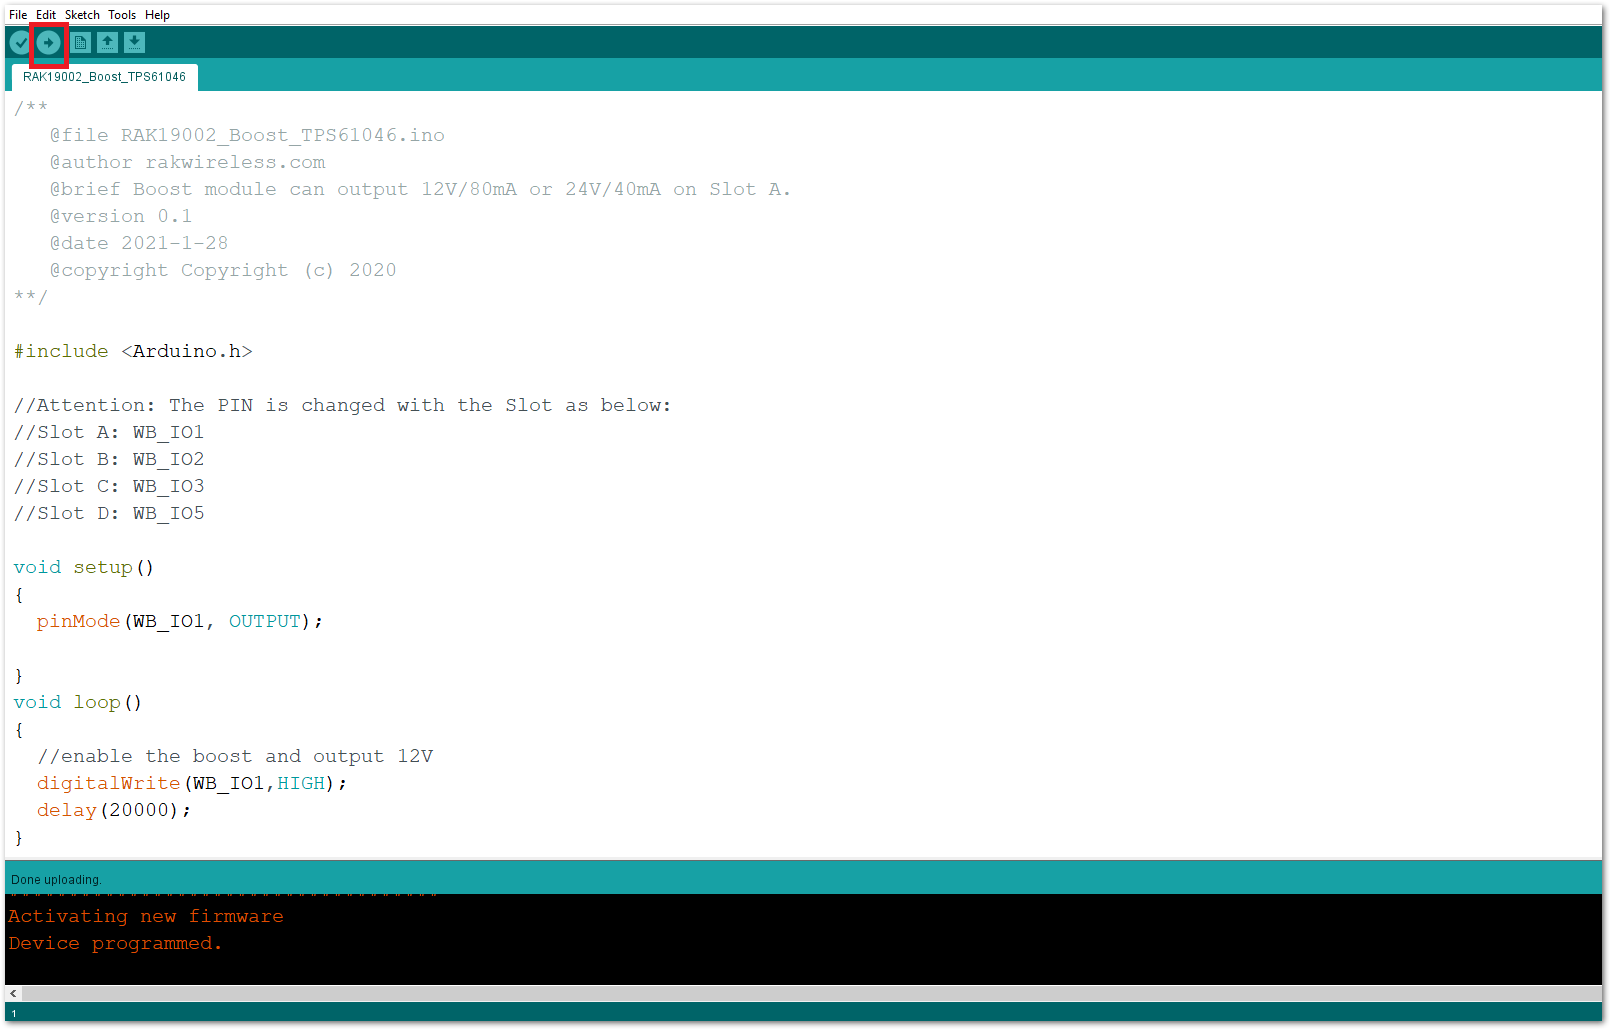 File Edit Sketch Tools Help
RAK19002_Boost_TPS61046
/**
@file RAK19002_Boost_TPS61046.ino
@author rakwireless.com
@brief Boost module can output 12V/80mA or 24V/40mA on Slot A.
@version 0.1
@date 2021-1-28
@copyright Copyright (c) 2020
**/
#include <Arduino.h>
//Attention: The PIN is changed with the Slot as below:
//Slot A: WB_IO1
//Slot B: WB_IO2
//Slot C: WB_IO3
//Slot D: WB_IO5
void setup()
{
pinMode(WB_IO1, OUTPUT);
}
void loop()
{
//enable the boost and output 12V
digitalWrite(WB_IO1,HIGH);
delay(20000);
}
Done uploading.
Activating new firmware
Device programmed.
1